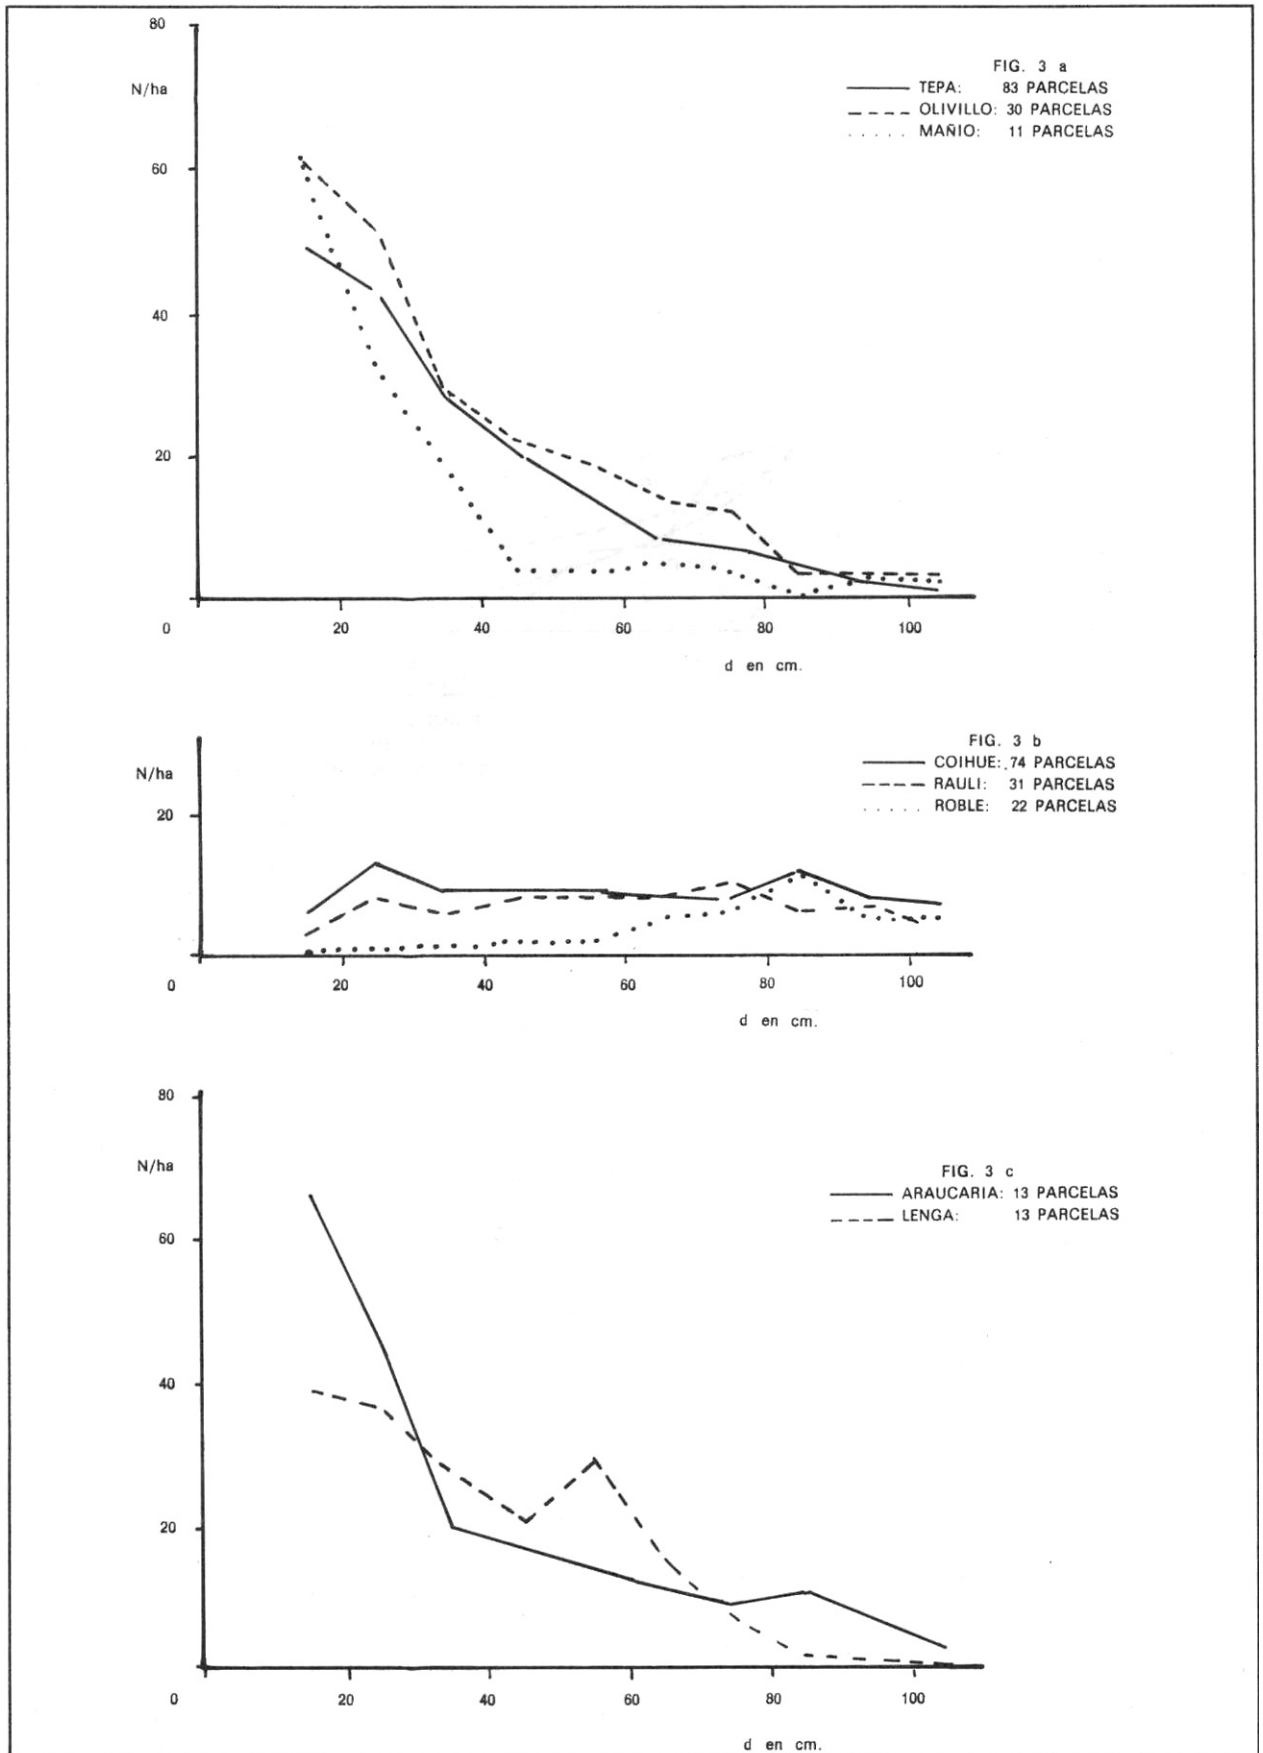 80
N/ha
FIG. 3 a
TEPA: 83 PARCELAS
OLIVILLO: 30 PARCELAS
MAÑIO: 11 PARCELAS
60
40
20
0 20 40 60 80 100
d en cm.
FIG. 3 b
COIHUE: 74 PARCELAS
RAULI: 31 PARCELAS
ROBLE: 22 PARCELAS
N/ha
20
0 20 40 60 80 100
d en cm.
80
N/ha
FIG. 3 c
ARAUCARIA: 13 PARCELAS
LENGA: 13 PARCELAS
60
40
20
0 20 40 60 80 100
d en cm.